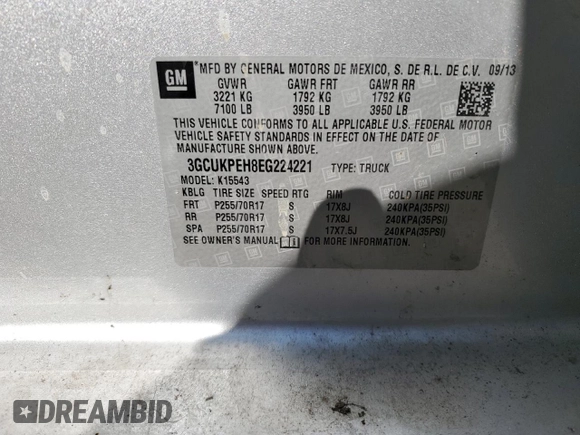 GM
*MFD BY GENERAL MOTORS DE MEXICO, S. DE R.L. DE C.V. 09/13
GVWR GAWR FRT GAWR RR
3221 KG 1792 KG 1792 KG
7100 LB 3950 LB 3950 LB
THIS VEHICLE CONFORMS TO ALL APPLICABLE U.S. FEDERAL MOTOR
VEHICLE SAFETY STANDARDS IN EFFECT ON THE DATE OF
MANUFACTURE SHOWN ABOVE.
3GCUKPEH8EG224221 TYPE: TRUCK
MODEL: K15543
KBLG TIRE SIZE SPEED RTG RIM COLD TIRE PRESSURE
FRT P255/70R17 S 17X8J 240KPA(35PSI)
RR P255/70R17 S 17X8J 240KPA(35PSI)
SPA P255/70R17 S 17X7.5J 240KPA(35PSI)
SEE OWNER'S MANUAL FOR MORE INFORMATION.
DREAMBID